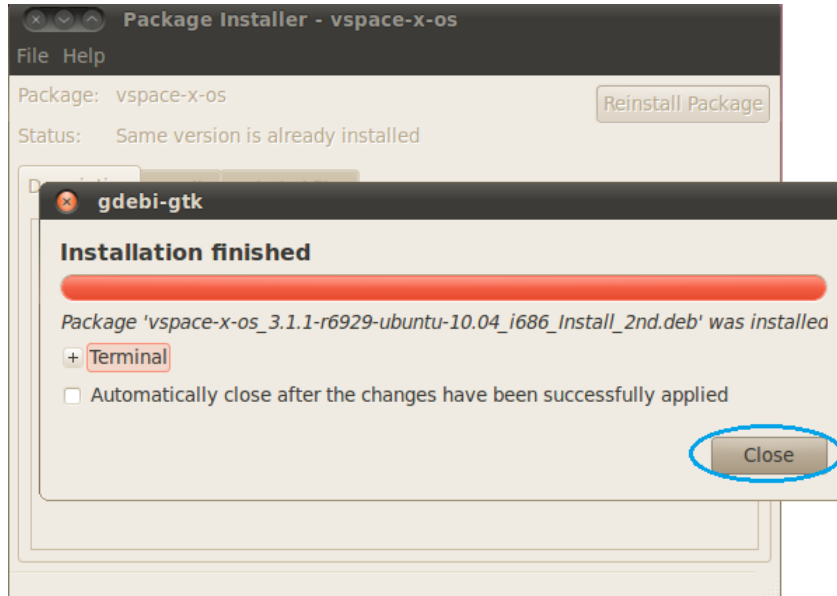 Package Installer - vspace-x-os
File Help
Package: vspace-x-os
Reinstall Package
Status: Same version is already installed
gdebi-gtk
Installation finished
Package 'vspace-x-os_3.1.1-r6929-ubuntu-10.04_i686_Install_2nd.deb' was installed
+ Terminal
Automatically close after the changes have been successfully applied
Close